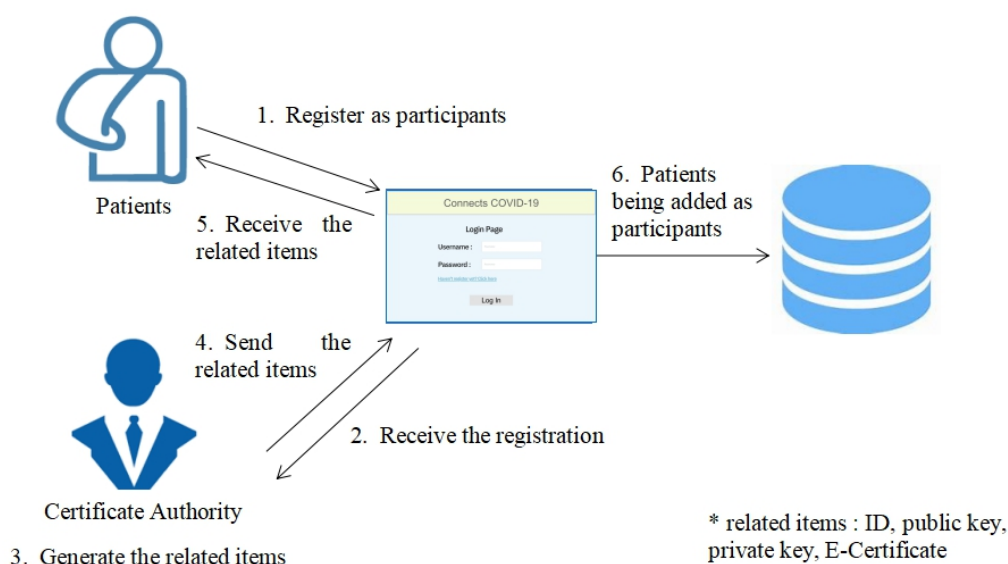 1. Register as participants
Patients
5. Receive the
related items
Connects COVID-19
Login Page
Username :
Password :
Log In
6. Patients
being added as
participants
4. Send the
related items
2. Receive the registration
Certificate Authority
3. Generate the related items
* related items : ID, public key,
private key, E-Certificate